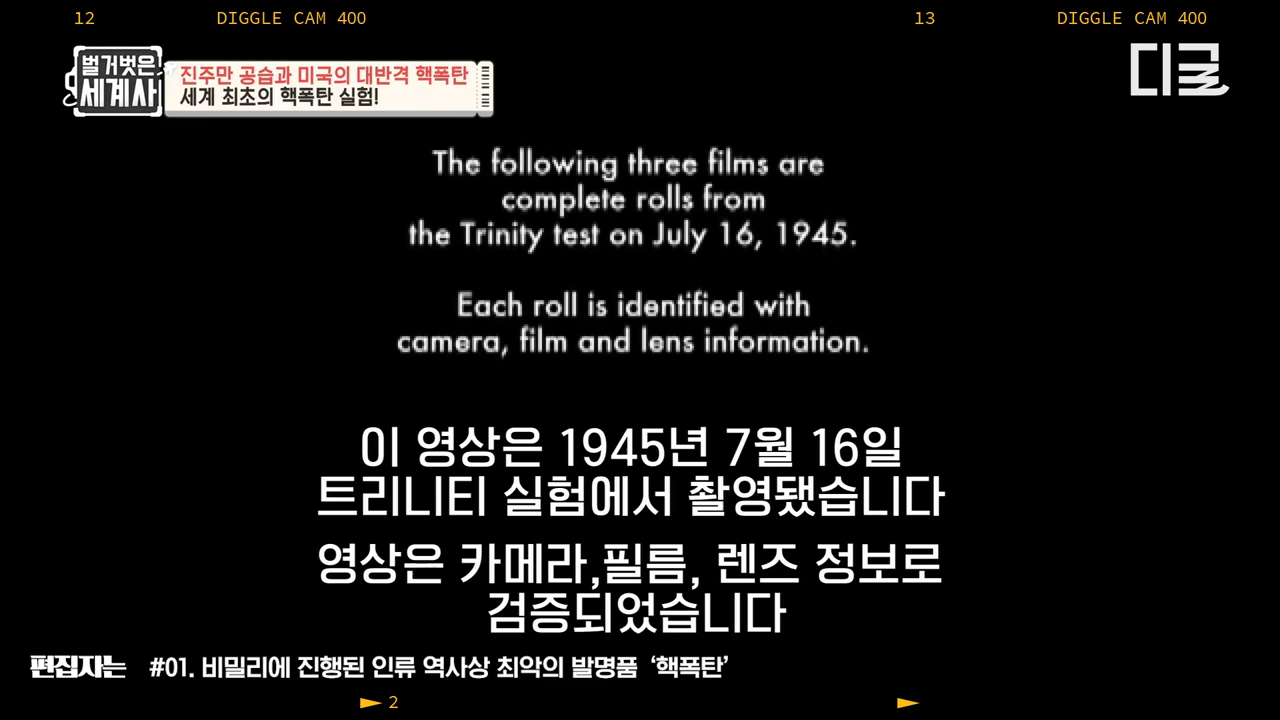 12 DIGGLE CAM 400 13 DIGGLE CAM 400
벌거벗은
세계사
진주만 공습과 미국의 대반격 핵폭탄
세계 최초의 핵폭탄 실험!
디글
The following three films are
complete rolls from
the Trinity test on July 16, 1945.
Each roll is identified with
camera, film and lens information.
이 영상은 1945년 7월 16일
트리니티 실험에서 촬영됐습니다
영상은 카메라,필름, 렌즈 정보로
검증되었습니다
편집자는 #01. 비밀리에 진행된 인류 역사상 최악의 발명품 ‘핵폭탄’
2